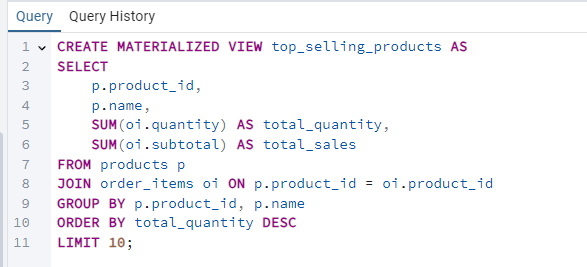 Query Query History
1 CREATE MATERIALIZED VIEW top_selling_products AS
2 SELECT
3     p.product_id,
4     p.name,
5     SUM(oi.quantity) AS total_quantity,
6     SUM(oi.subtotal) AS total_sales
7 FROM products p
8 JOIN order_items oi ON p.product_id = oi.product_id
9 GROUP BY p.product_id, p.name
10 ORDER BY total_quantity DESC
11 LIMIT 10;